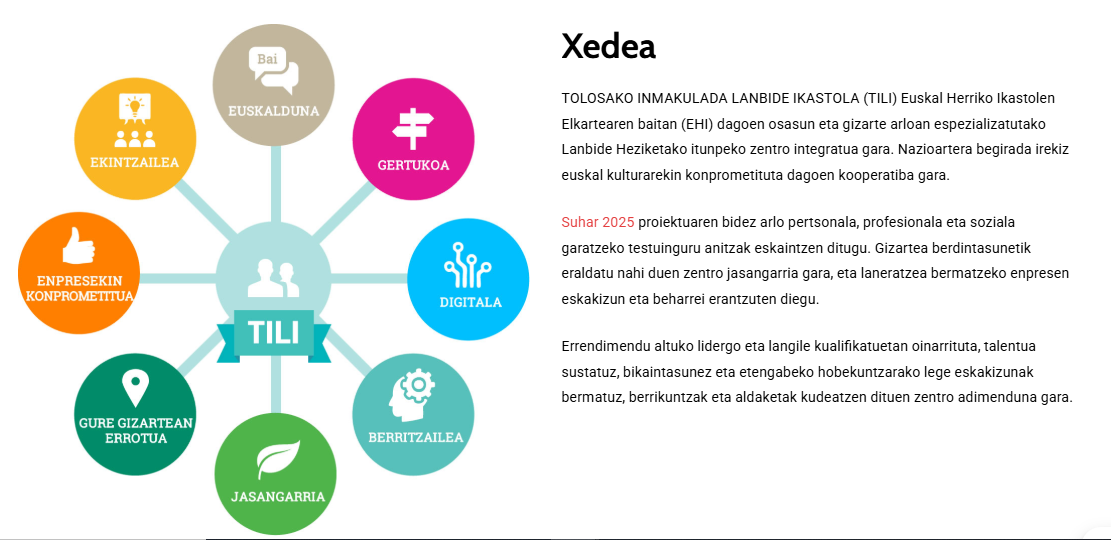 Bai
EUSKALDUNA
EKINTZAILEA
GERTUKOA
ENPRESEKIN
KONPROMETITUA
DIGITALA
TILI
GURE GIZARTEAN
ERROTUA
BERRITZAILEA
JASANGARRIA
Xedea
TOLOSAKO INMAKULADA LANBIDE IKASTOLA (TILI) Euskal Herriko Ikastolen
Elkartearen baitan (EHI) dagoen osasun eta gizarte arloan espezializatutako
Lanbide Heziketako itunpeko zentro integratua gara. Nazioartera begirada irekiz
euskal kulturarekin konprometituta dagoen kooperatiba gara.
Suhar 2025 proiektuaren bidez arlo pertsonala, profesionala eta soziala
garatzeko testuinguru anitzak eskaintzen ditugu. Gizartea berdintasunetik
eraldatu nahi duen zentro jasangarria gara, eta laneratzea bermatzeko enpresen
eskakizun eta beharrei erantzuten diegu.
Errendimendu altuko lidergo eta langile kualifikatuetan oinarrituta, talentua
sustatuz, bikaintasunez eta etengabeko hobekuntzarako lege eskakizunak
bermatuz, berrikuntzak eta aldaketak kudeatzen dituen zentro adimenduna gara.